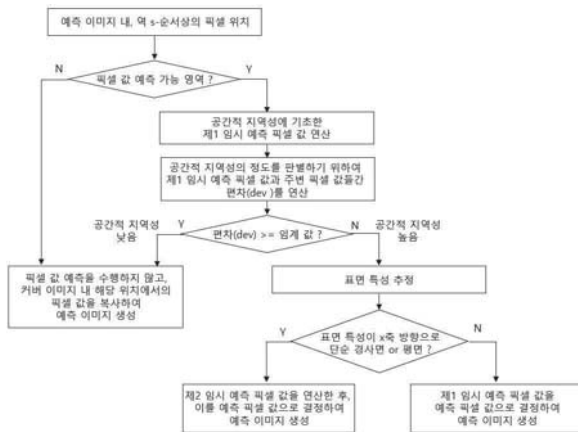 예측 이미지 내, 역 s-순서상의 픽셀 위치
N
픽셀 값 예측 가능 영역 ?
Y
공간적 지역성에 기초한
제1 임시 예측 픽셀 값 연산
공간적 지역성의 정도를 판별하기 위하여
제1 임시 예측 픽셀 값과 주변 픽셀 값들간
편차(dev )를 연산
공간적 지역성
낮음
Y
편차(dev) >= 임계 값 ?
N
공간적 지역성
높음
픽셀 값 예측을 수행하지 않고,
커버 이미지 내 해당 위치에서의
픽셀 값을 복사하여
예측 이미지 생성
표면 특성 추정
Y
표면 특성이 x축 방향으로
단순 경사면 or 평면 ?
N
제2 임시 예측 픽셀 값을 연산한 후,
이를 예측 픽셀 값으로 결정하여
예측 이미지 생성
제1 임시 예측 픽셀 값을
예측 픽셀 값으로 결정하여
예측 이미지 생성